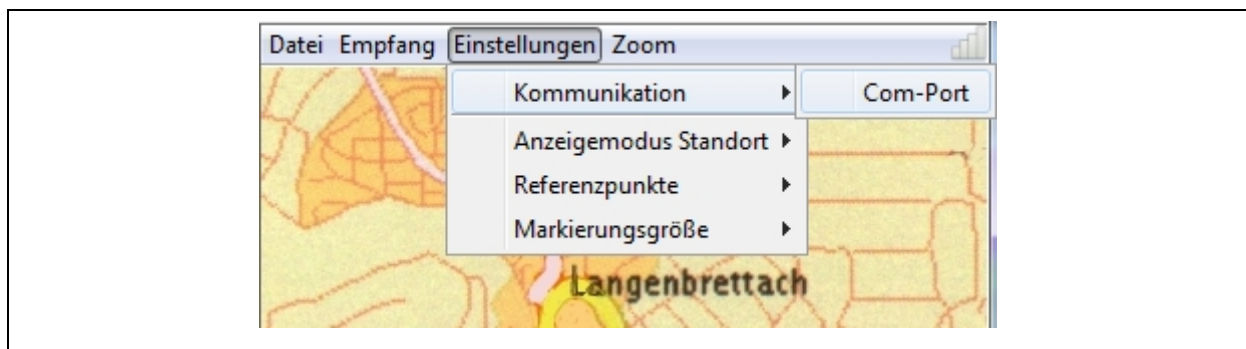 Datei Empfang Einstellungen Zoom
Kommunikation Com-Port
Anzeigemodus Standort
Referenzpunkte
Markierungsgröße
Langenbrettach